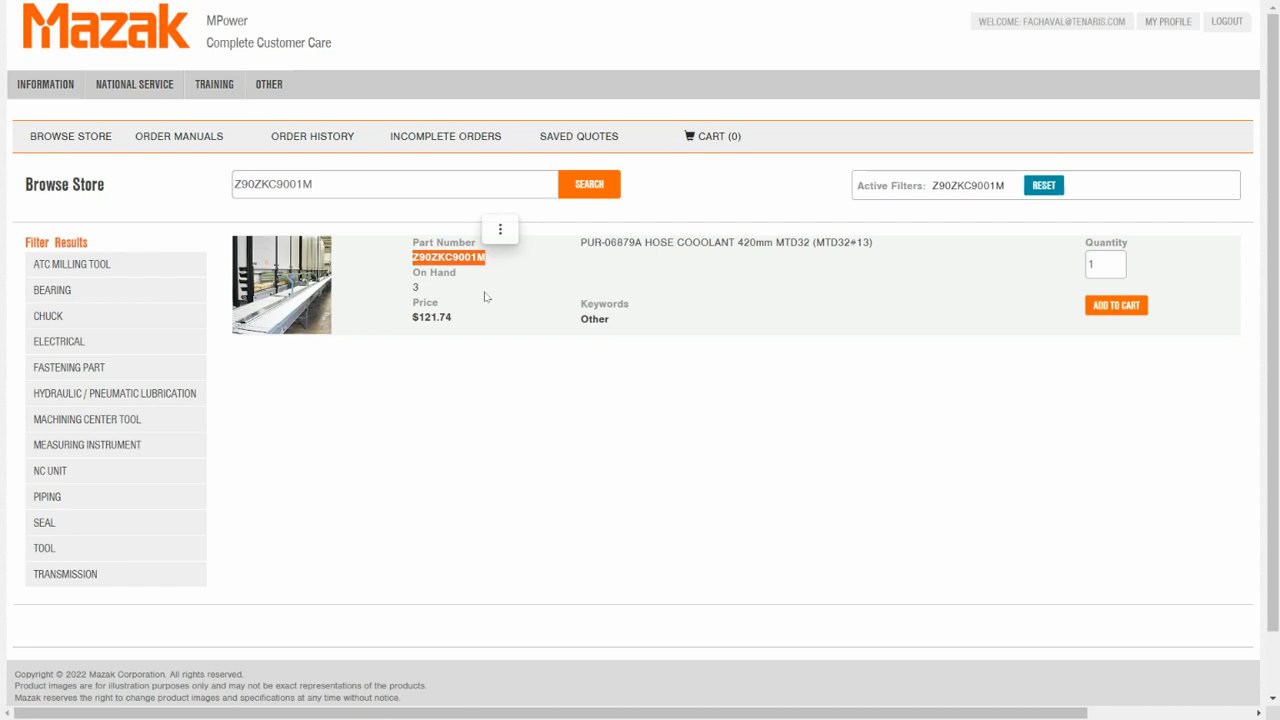 Mazak
MPower
Complete Customer Care
WELCOME: FACHAVAL@TENARIS.COM
MY PROFILE
LOGOUT
INFORMATION
NATIONAL SERVICE
TRAINING
OTHER
BROWSE STORE
ORDER MANUALS
ORDER HISTORY
INCOMPLETE ORDERS
SAVED QUOTES
CART (0)
Browse Store
Z90ZKC9001M
SEARCH
Active Filters: Z90ZKC9001M
RESET
Filter Results
ATC MILLING TOOL
BEARING
CHUCK
ELECTRICAL
FASTENING PART
HYDRAULIC / PNEUMATIC LUBRICATION
MACHINING CENTER TOOL
MEASURING INSTRUMENT
NC UNIT
PIPING
SEAL
TOOL
TRANSMISSION
Part Number
Z90ZKC9001M
On Hand
3
Price
$121.74
PUR-06879A HOSE COOOLANT 420mm MTD32 (MTD32#13)
Keywords
Other
Quantity
1
ADD TO CART
Copyright © 2022 Mazak Corporation. All rights reserved.
Product images are for illustration purposes only and may not be exact representations of the products.
Mazak reserves the right to change product images and specifications at any time without notice.